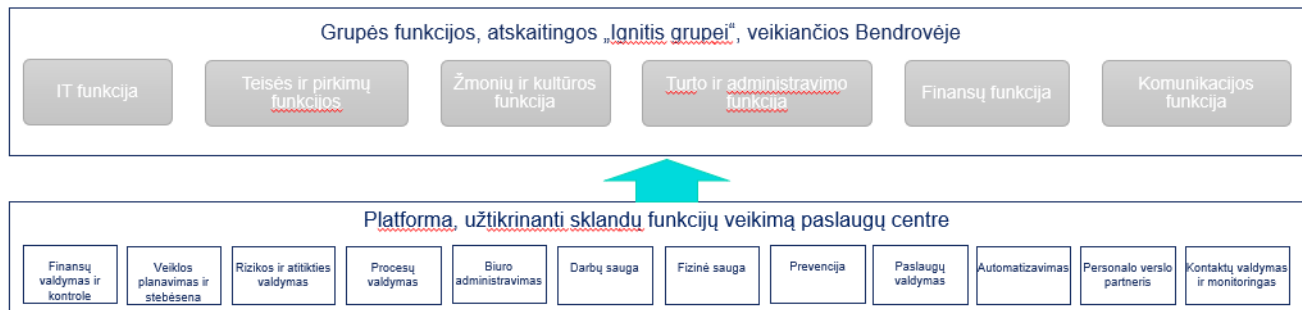 Grupės funkcijos, atskaitingos „Ignitis grupei“, veikiančios Bendrovėje
IT funkcija
Teisės ir pirkimų
funkcijos
Žmonių ir kultūros
funkcija
Turto ir administravimo
funkcija
Finansų funkcija
Komunikacijos
funkcija
Platforma, užtikrinanti sklandų funkcijų veikimą paslaugų centre
Finansų
valdymas ir
kontrole
Veiklos
planavimas ir
stebėsena
Rizikos ir atitikties
valdymas
Procesų
valdymas
Biuro
administravimas
Darbų sauga
Fizinė sauga
Prevencija
Paslaugų
valdymas
Automatizavimas
Personalo verslo
partneris
Kontaktų valdymas
ir monitoringas